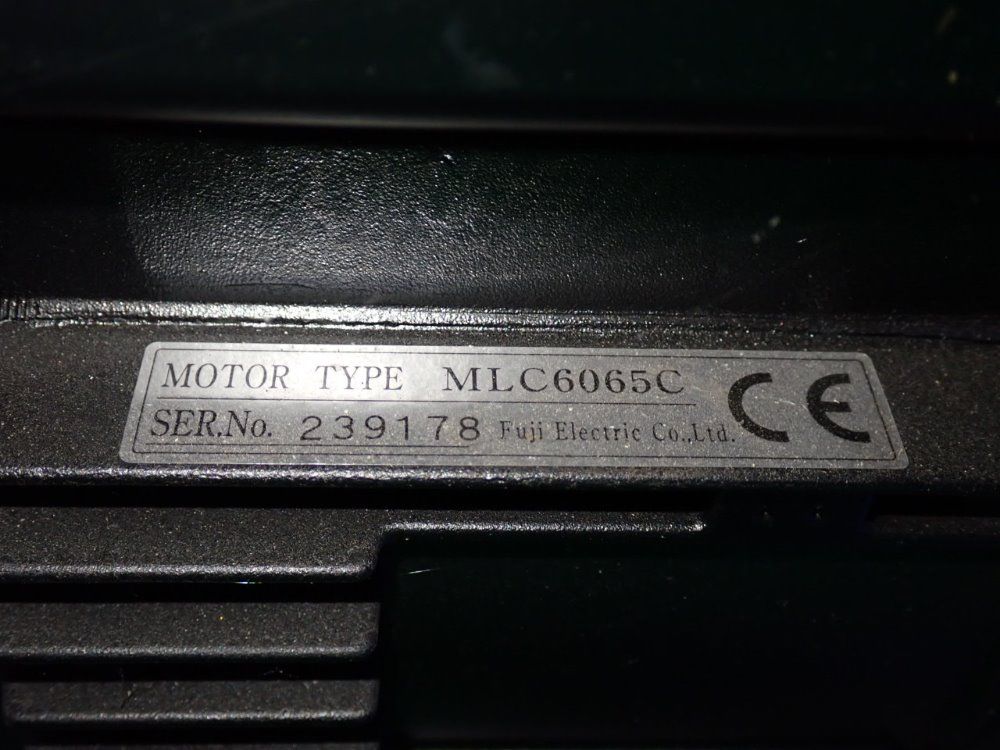 MOTOR TYPE MLC6065C
SER.No. 239178 Fuji Electric Co.,Ltd.
CE